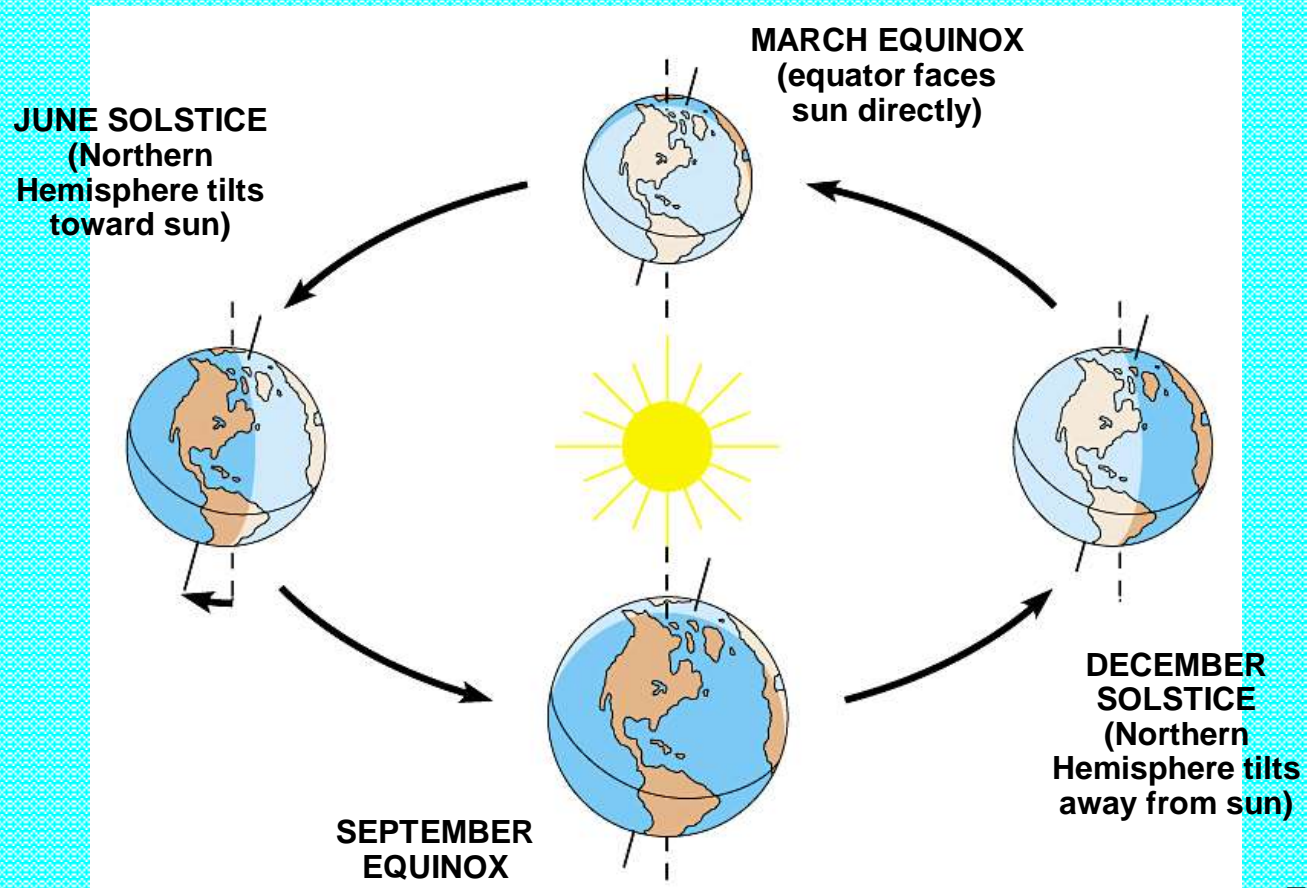 MARCH EQUINOX
(equator faces
sun directly)
JUNE SOLSTICE
(Northern
Hemisphere tilts
toward sun)
DECEMBER
SOLSTICE
(Northern
Hemisphere tilts
away from sun)
SEPTEMBER
EQUINOX